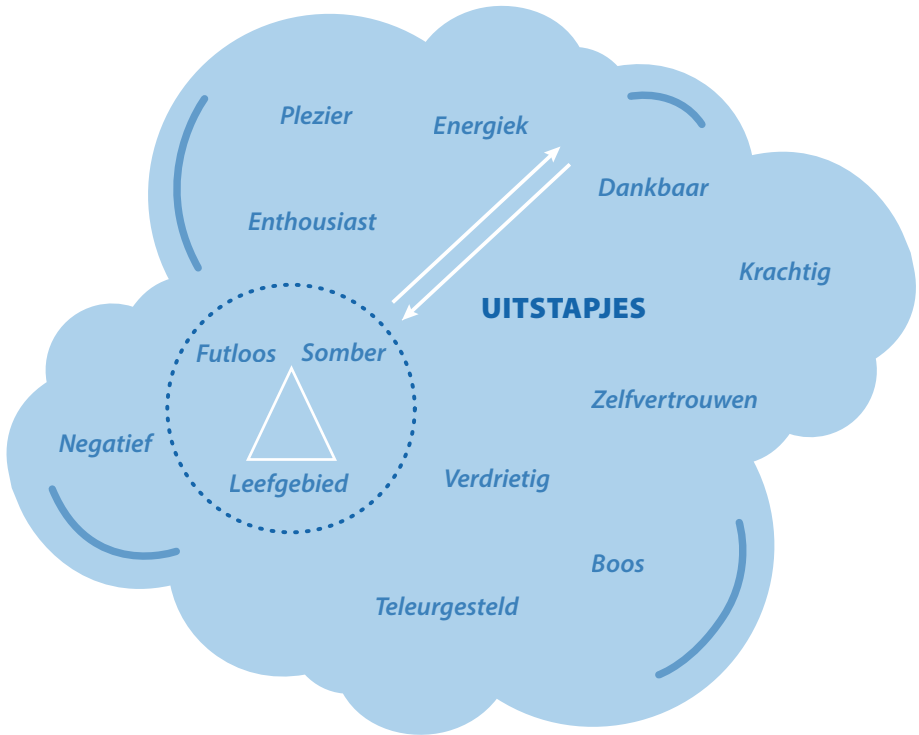 Plezier
Energiek
Dankbaar
Enthousiast
Krachtig
UITSTAPJES
Futloos
Somber
Zelfvertrouwen
Negatief
Leefgebied
Verdrietig
Boos
Teleurgesteld